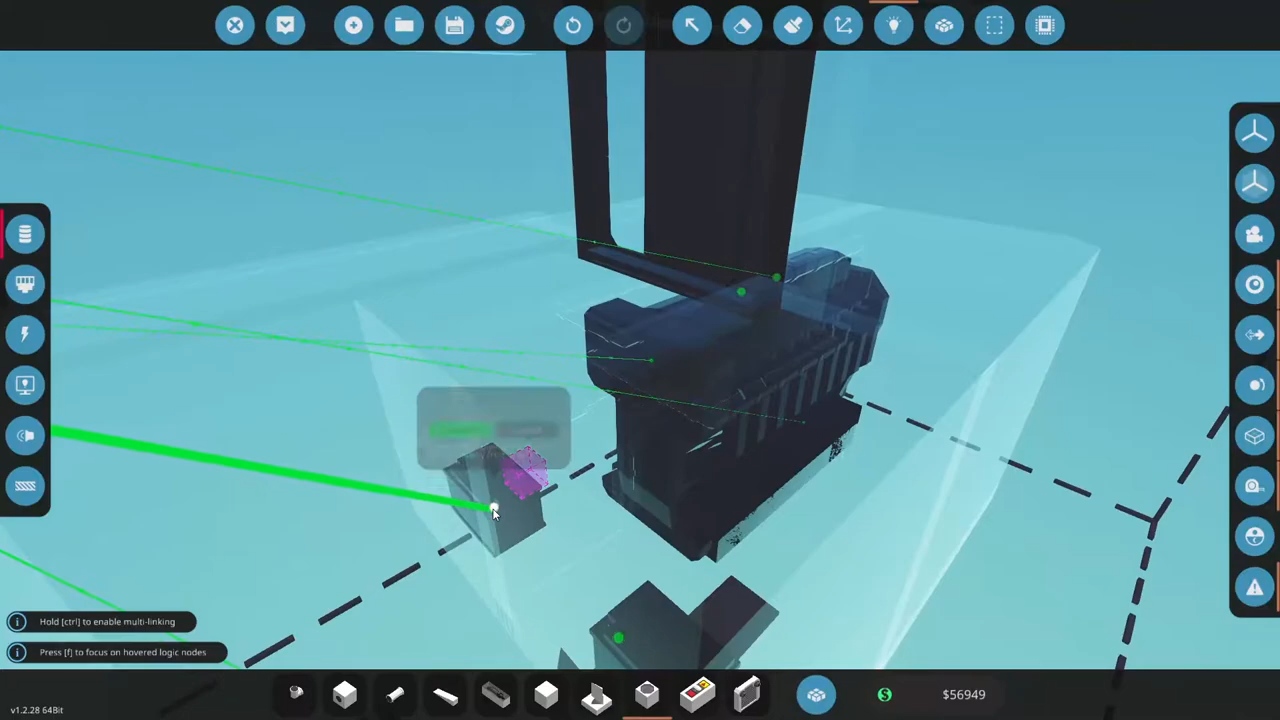 Hold [ctrl] to enable multi-linking
Press [f] to focus on hovered logic nodes
v1.2.28 64Bit
$56949